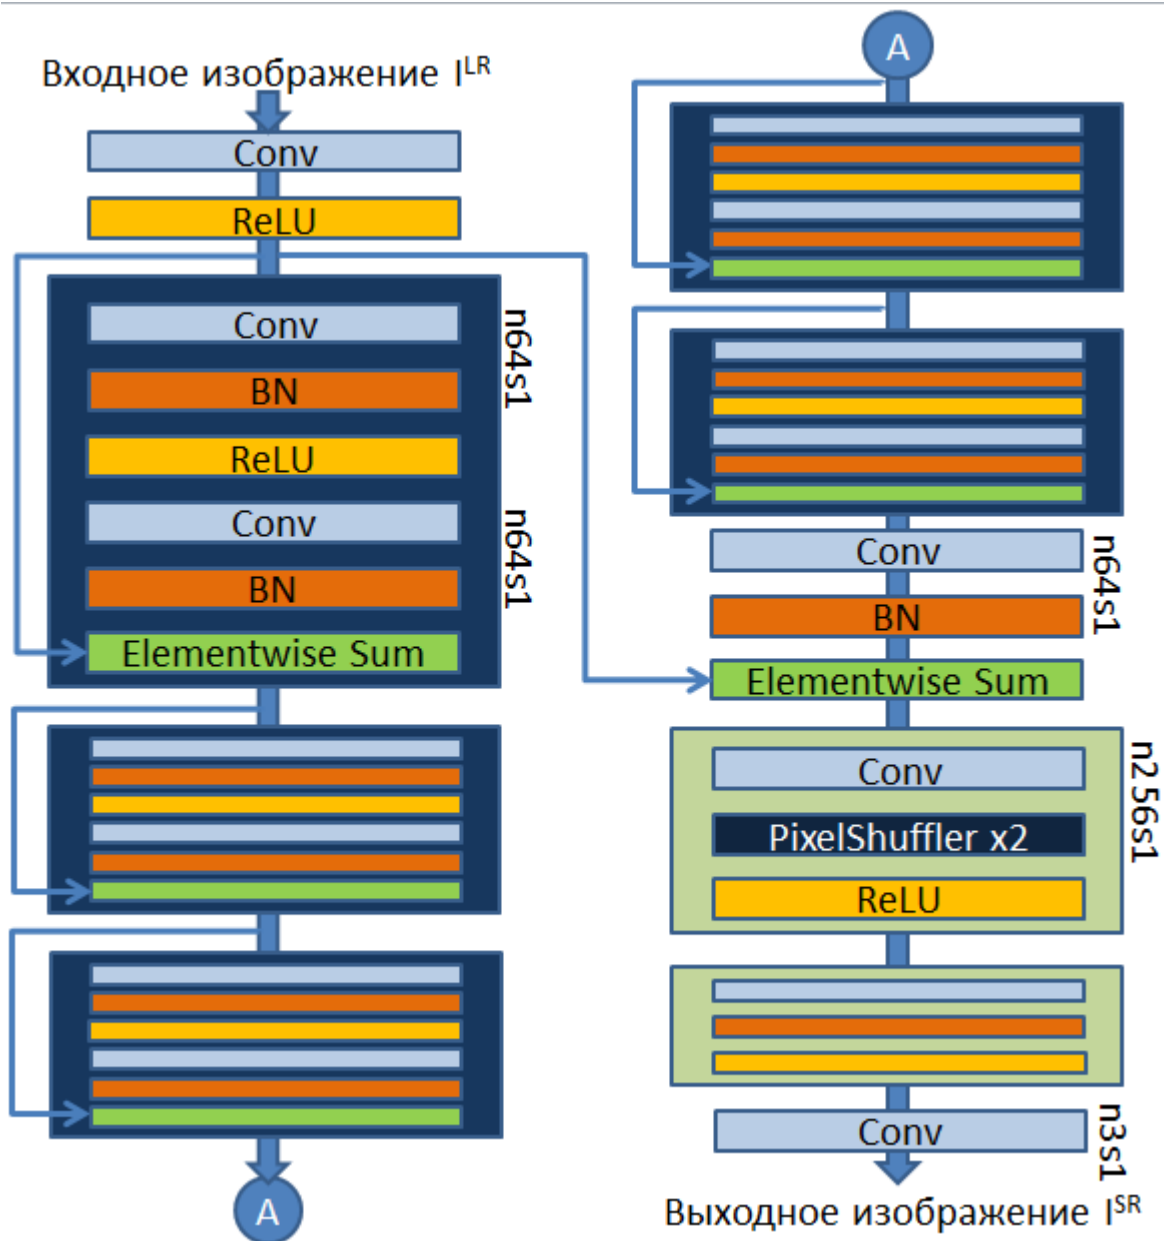 Входное изображение I^LR
Conv
ReLU
Conv
n64s1
BN
ReLU
Conv
n64s1
BN
Elementwise Sum
A
A
Conv
n64s1
BN
Elementwise Sum
Conv
n256s1
PixelShuffler x2
ReLU
Conv
n3s1
Выходное изображение I^SR